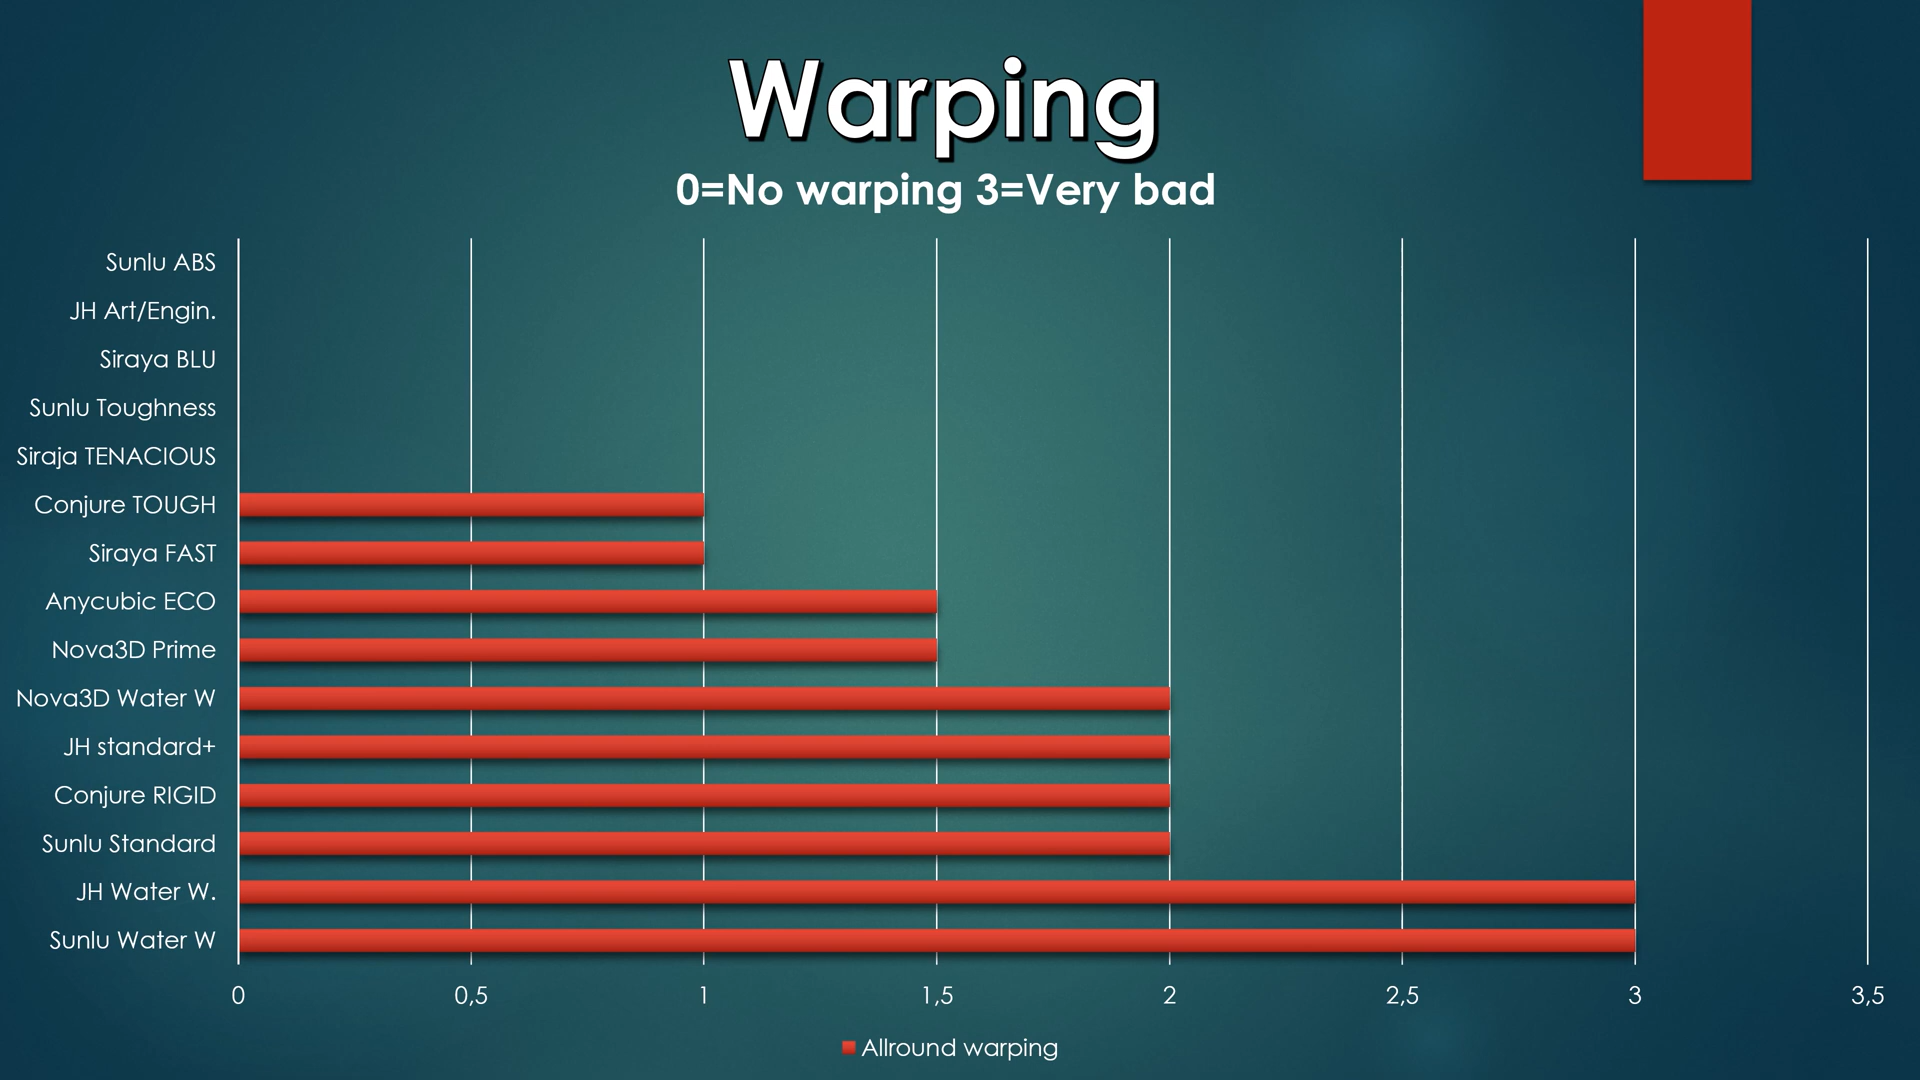 Warping
0=No warping 3=Very bad
Sunlu ABS
JH Art/Engin.
Siraya BLU
Sunlu Toughness
Siraja TENACIOUS
Conjure TOUGH
Siraya FAST
Anycubic ECO
Nova3D Prime
Nova3D Water W
JH standard+
Conjure RIGID
Sunlu Standard
JH Water W.
Sunlu Water W
0 0,5 1 1,5 2 2,5 3 3,5
Allround warping